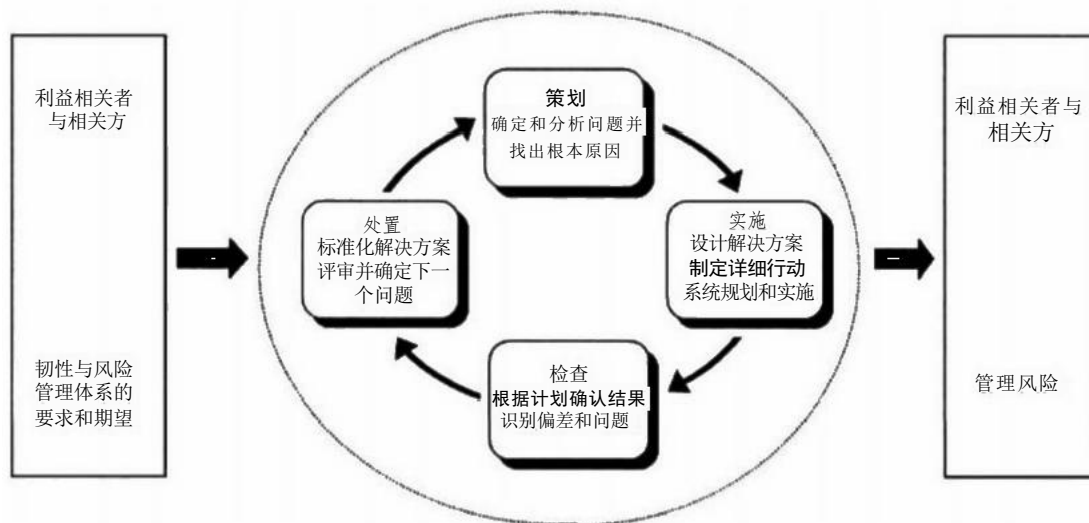 利益相关者
与相关方
韧性与风险
管理体系的
要求和期望
策划
确定和分析问题并
找出根本原因
实施
设计解决方案
制定详细行动
系统规划和实施
检查
根据计划确认结果
识别偏差和问题
处置
标准化解决方案
评审并确定下一
个问题
利益相关者与
相关方
管理风险